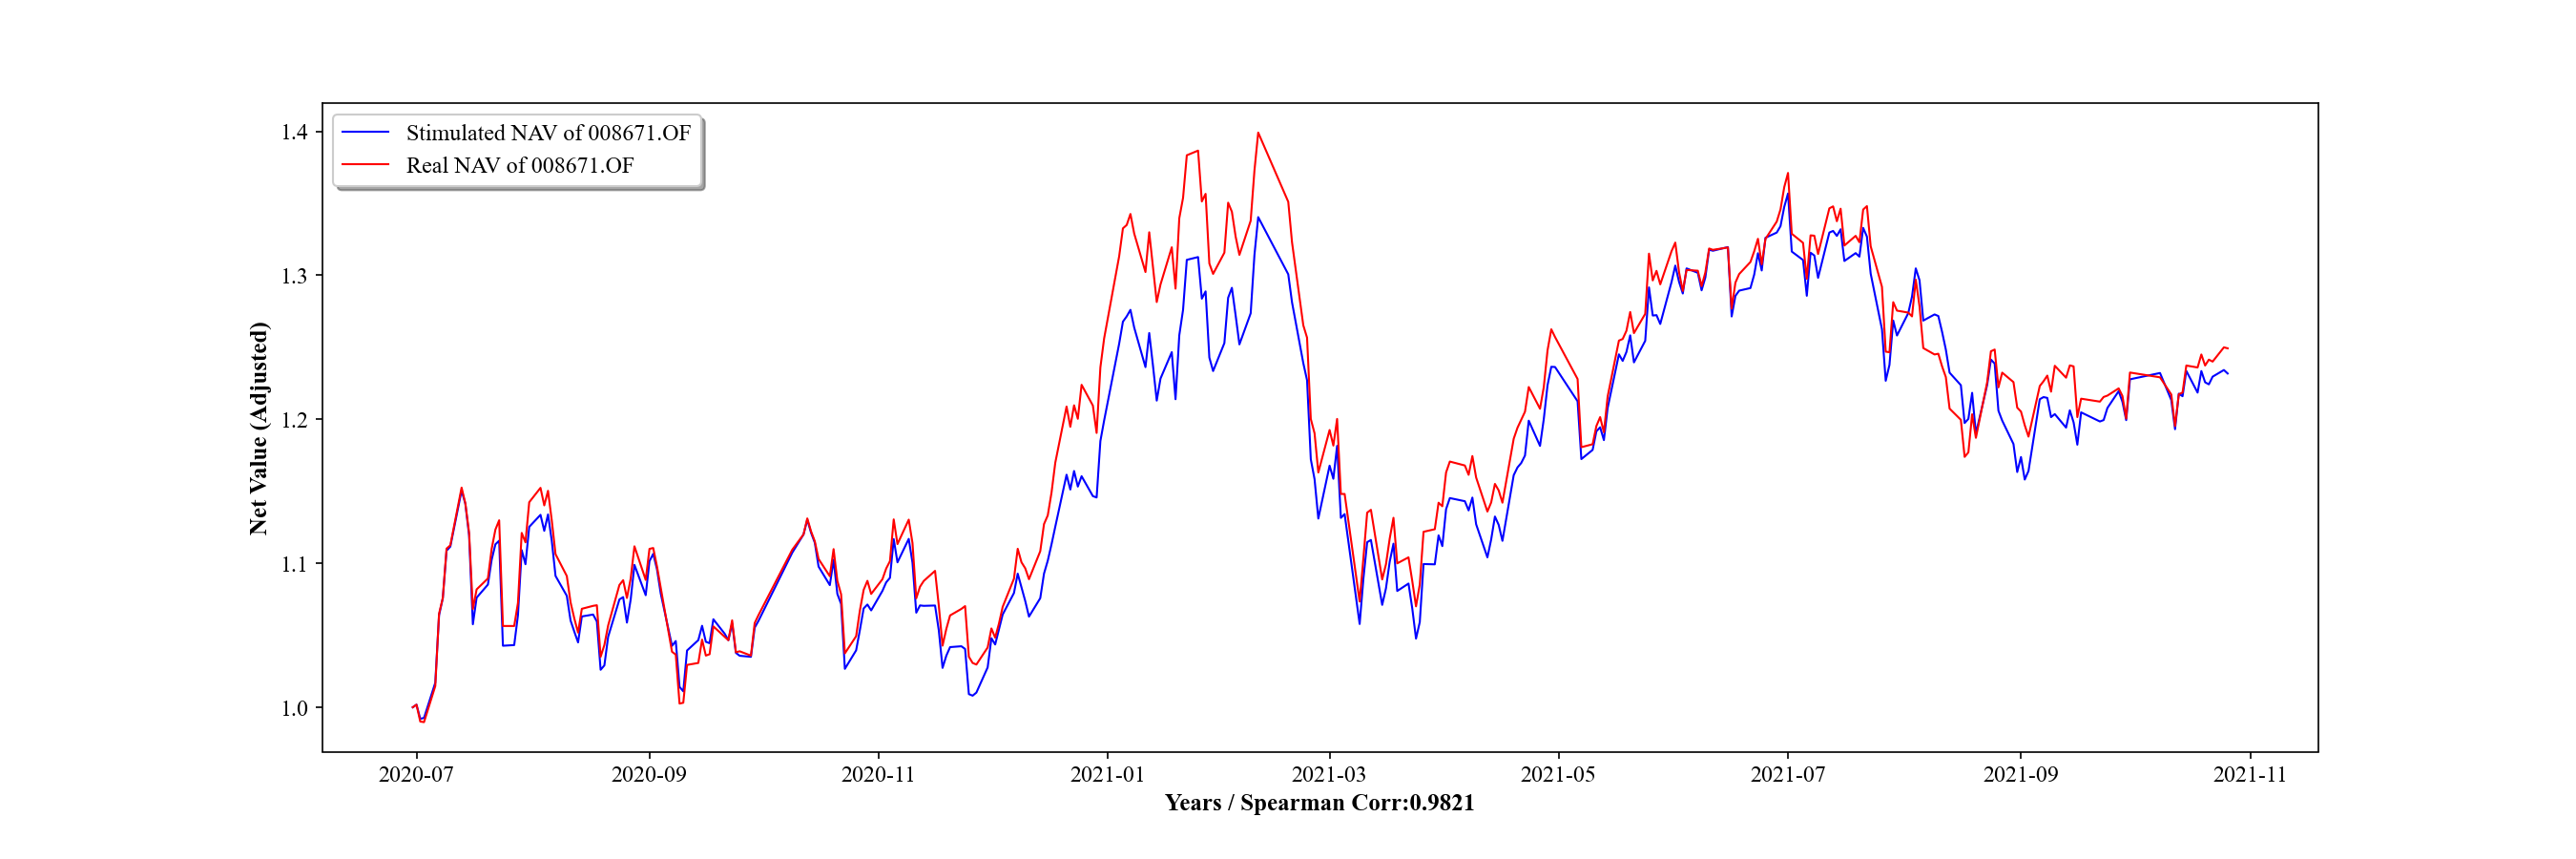 Stimulated NAV of 008671.OF
Real NAV of 008671.OF
1.4
1.3
1.2
1.1
1.0
Net Value (Adjusted)
2020-07 2020-09 2020-11 2021-01 2021-03 2021-05 2021-07 2021-09 2021-11
Years / Spearman Corr:0.9821